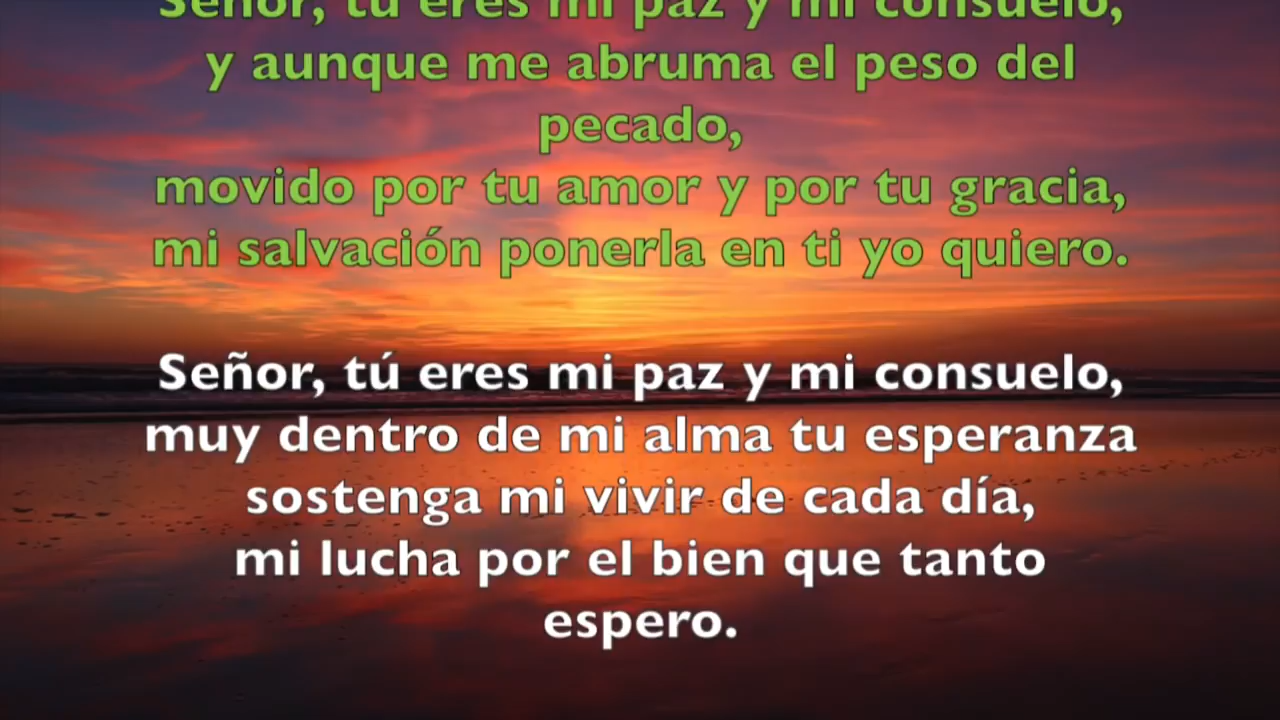 Señor, tú eres mi paz y mi consuelo,
y aunque me abruma el peso del
pecado,
movido por tu amor y por tu gracia,
mi salvación ponerla en ti yo quiero.
Señor, tú eres mi paz y mi consuelo,
muy dentro de mi alma tu esperanza
sostenga mi vivir de cada día,
mi lucha por el bien que tanto
espero.